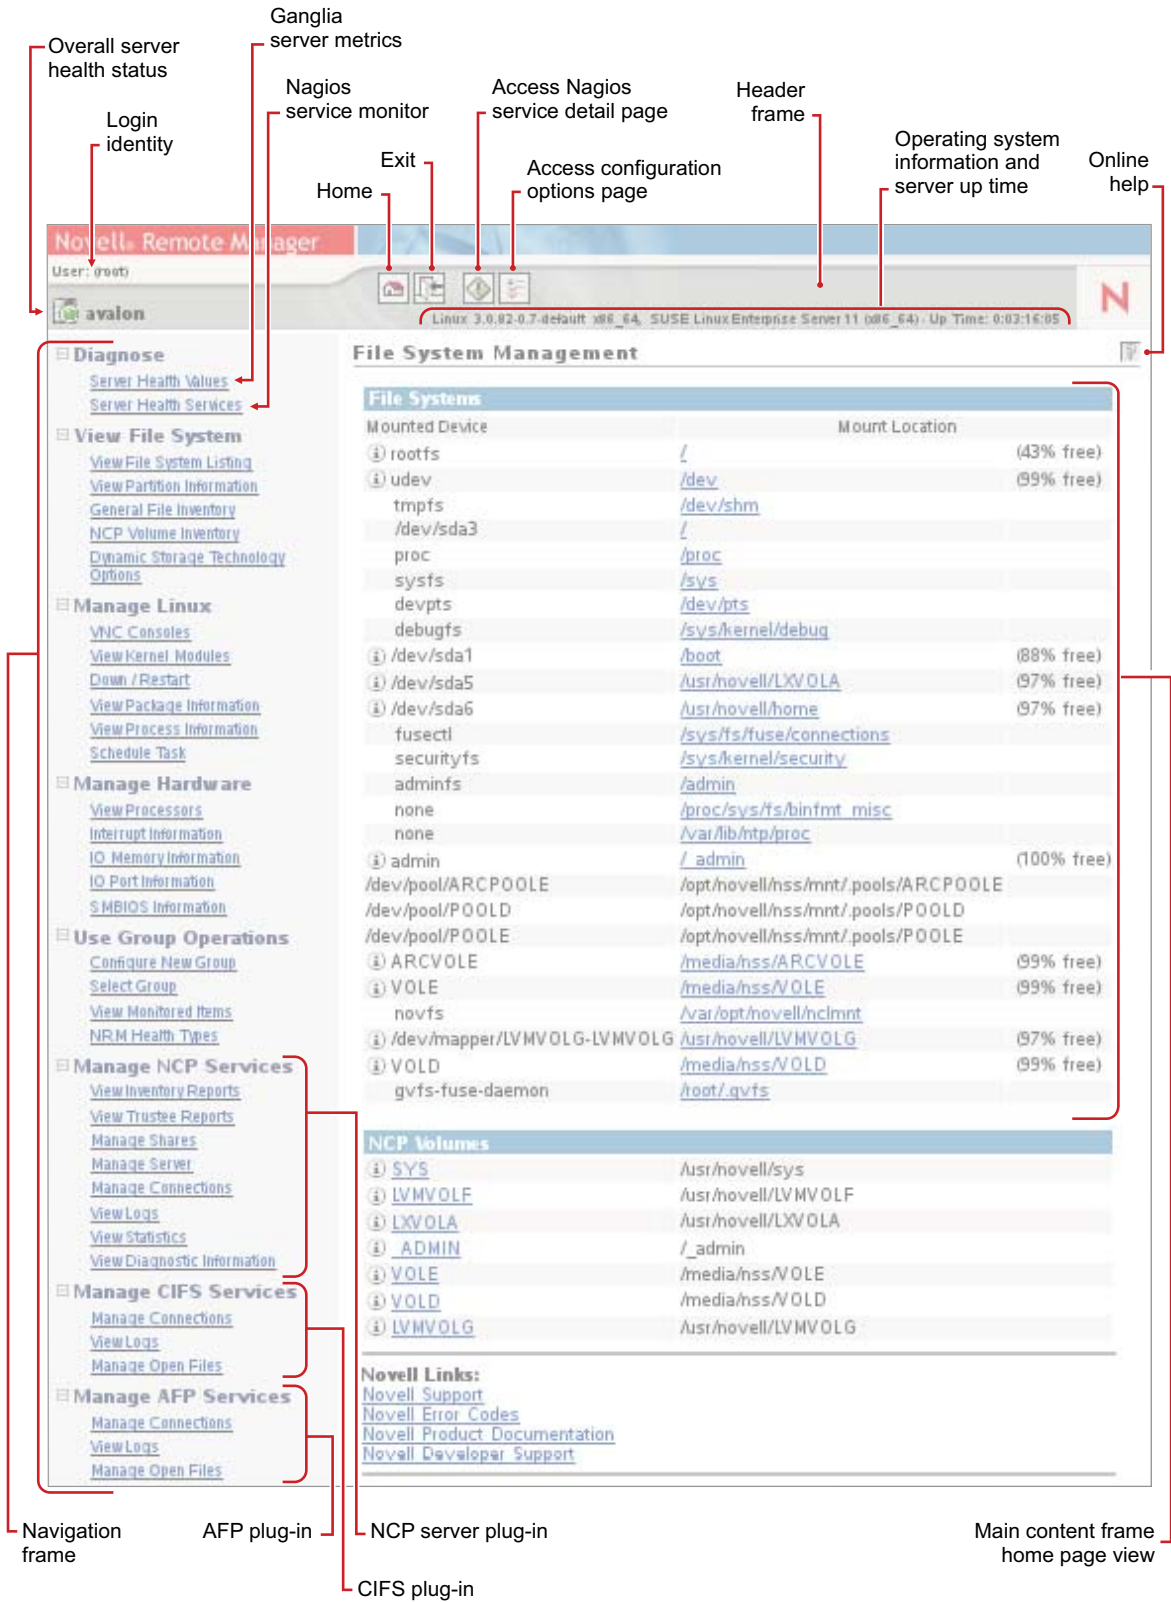 Ganglia
server metrics
Overall server
health status
Nagios
service monitor
Access Nagios
service detail page
Header
frame
Login
identity
Operating system
information and
server up time
Exit
Access configuration
options page
Online
help
Home
Novell® Remote Manager
User: (root)
avalon
Linux 3.0.82-0.7-default x86_64, SUSE Linux Enterprise Server 11 (x86_64) - Up Time: 0:03:16:05
N
Diagnose
Server Health Values
Server Health Services
View File System
View File System Listing
View Partition Information
General File Inventory
NCP Volume Inventory
Dynamic Storage Technology
Options
Manage Linux
VNC Consoles
View Kernel Modules
Down / Restart
View Package Information
View Process Information
Schedule Task
Manage Hardware
View Processors
Interrupt Information
IO Memory Information
IO Port Information
SMBIOS Information
Use Group Operations
Configure New Group
Select Group
View Monitored Items
NRM Health Types
Manage NCP Services
View Inventory Reports
View Trustee Reports
Manage Shares
Manage Server
Manage Connections
View Logs
View Statistics
View Diagnostic Information
Manage CIFS Services
Manage Connections
View Logs
Manage Open Files
Manage AFP Services
Manage Connections
View Logs
Manage Open Files
File System Management
File Systems
Mounted Device Mount Location
rootfs / (43% free)
udev /dev (99% free)
tmpfs /dev/shm
/dev/sda3 /
proc /proc
sysfs /sys
devpts /dev/pts
debugfs /sys/kernel/debug
/dev/sda1 /boot (88% free)
/dev/sda5 /usr/novell/LXVOLA (97% free)
/dev/sda6 /usr/novell/home (97% free)
fusectl /sys/fs/fuse/connections
securityfs /sys/kernel/security
adminfs /admin
none /proc/sys/fs/binfmt_misc
none /var/lib/ntp/proc
admin /_admin (100% free)
/dev/pool/ARCPOOLE /opt/novell/nss/mnt/.pools/ARCPOOLE
/dev/pool/POOLD /opt/novell/nss/mnt/.pools/POOLD
/dev/pool/POOLE /opt/novell/nss/mnt/.pools/POOLE
ARCVOLE /media/nss/ARCVOLE (99% free)
VOLE /media/nss/VOLE (99% free)
novfs /var/opt/novell/nclmnt
/dev/mapper/LVMVOLG-LVMVOLG /usr/novell/LVMVOLG (97% free)
VOLD /media/nss/VOLD (99% free)
gvfs-fuse-daemon /root/.gvfs
NCP Volumes
SYS /usr/novell/sys
LVMVOLF /usr/novell/LVMVOLF
LXVOLA /usr/novell/LXVOLA
_ADMIN /_admin
VOLE /media/nss/VOLE
VOLD /media/nss/VOLD
LVMVOLG /usr/novell/LVMVOLG
Novell Links:
Novell Support
Novell Error Codes
Novell Product Documentation
Novell Developer Support
Navigation
frame
AFP plug-in
NCP server plug-in
Main content frame
home page view
CIFS plug-in